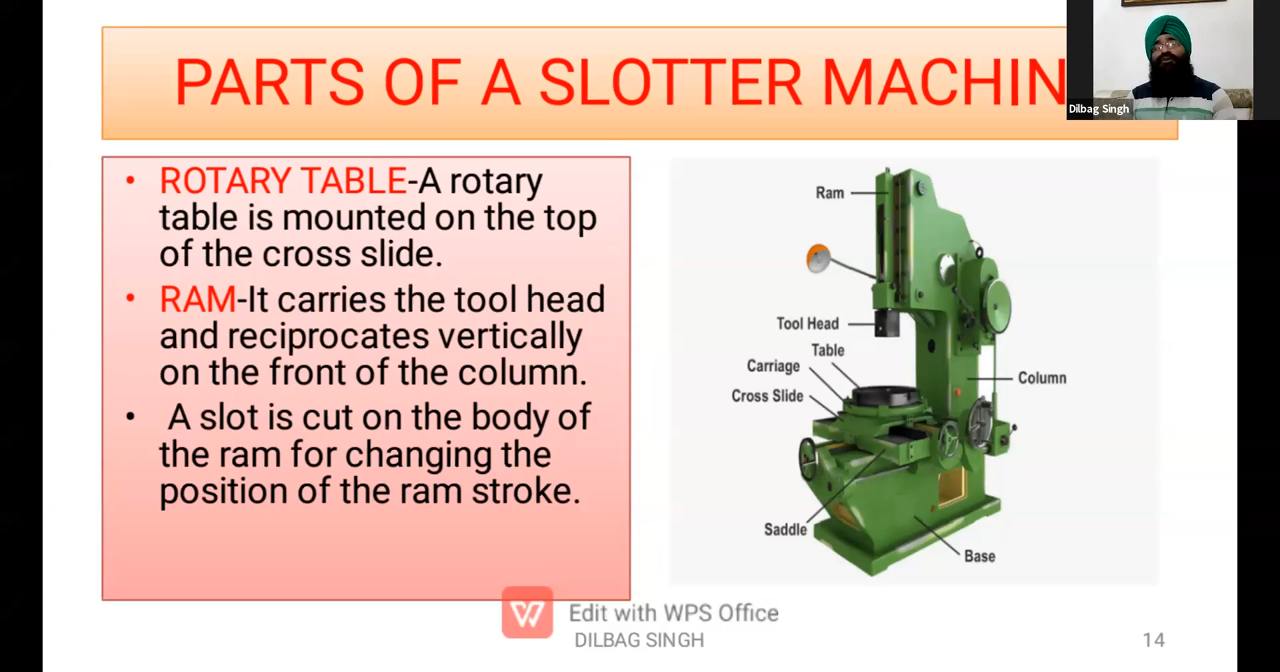 PARTS OF A SLOTTER MACHIN
Dilbag Singh
• ROTARY TABLE-A rotary
table is mounted on the top
of the cross slide.
• RAM-It carries the tool head
and reciprocates vertically
on the front of the column.
• A slot is cut on the body of
the ram for changing the
position of the ram stroke.
Ram
Tool Head
Table
Carriage
Cross Slide
Column
Saddle
Base
Edit with WPS Office
DILBAG SINGH
14